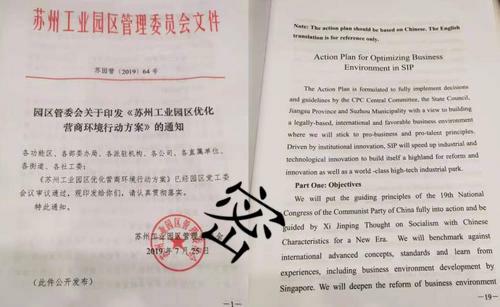 苏州工业园区管理委员会文件
苏园管〔2019〕64号
园区管委会关于印发《苏州工业园区优化
营商环境行动方案》的通知
各功能区、各部委办局、各派驻机构、各公司、各直属单位、
各街道、各社工委:
《苏州工业园区优化营商环境行动方案》已经园区党工委
会议审议通过,现印发给你们,请认真贯彻落实。
特此通知。
苏州工业园区管理委员会
2019年7月25日
(此件公开发布)
-1-
密
Note: The action plan should be based on Chinese. The English
translation is for reference only.
Action Plan for Optimizing Business
Environment in SIP
The Action Plan is formulated to fully implement decisions
and guidelines by the CPC Central Committee, the State Council,
Jiangsu Province and Suzhou Municipality with a view to building
a legally-based, international and favorable business environment
where we will stick to pro-business and pro-talent principles.
Driven by institutional innovation, SIP will speed up industrial and
technological innovation to build itself a highland for reform and
innovation as well as a world -class high-tech industrial park.
Part One: Objectives
We will put the guiding principles of the 19th National
Congress of the Communist Party of China fully into action and be
guided by Xi Jinping Thought on Socialism with Chinese
Characteristics for a New Era. We will benchmark against
international advanced concepts, standards and learn from
experiences, including business environment development by
Singapore. We will deepen the reform of business environment
-19-